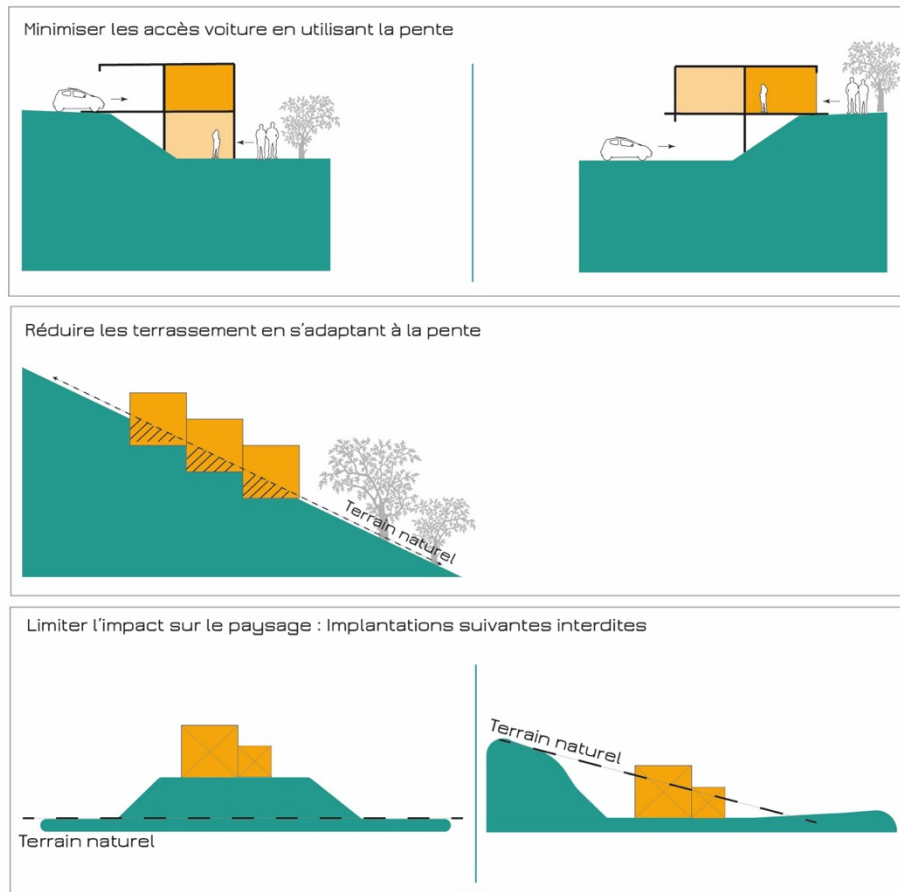 Minimiser les accès voiture en utilisant la pente
Réduire les terrassement en s'adaptant à la pente
Terrain naturel
Limiter l'impact sur le paysage : Implantations suivantes interdites
Terrain naturel
Terrain naturel